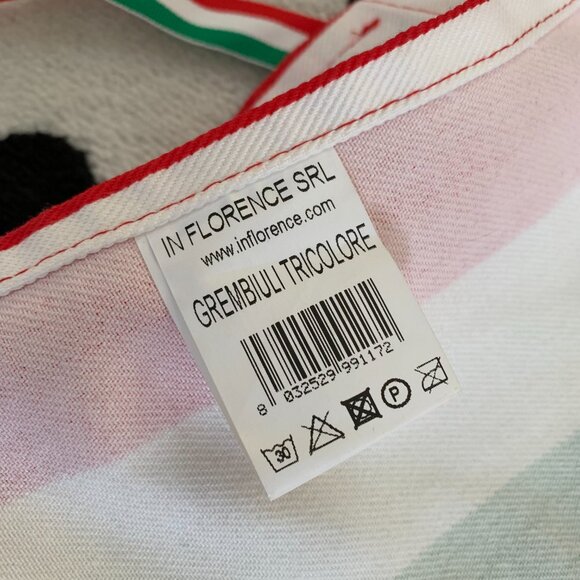 IN FLORENCE SRL
www.inflorence.com
GREMBIULI TRICOLORE
8 032529 991172
30 P